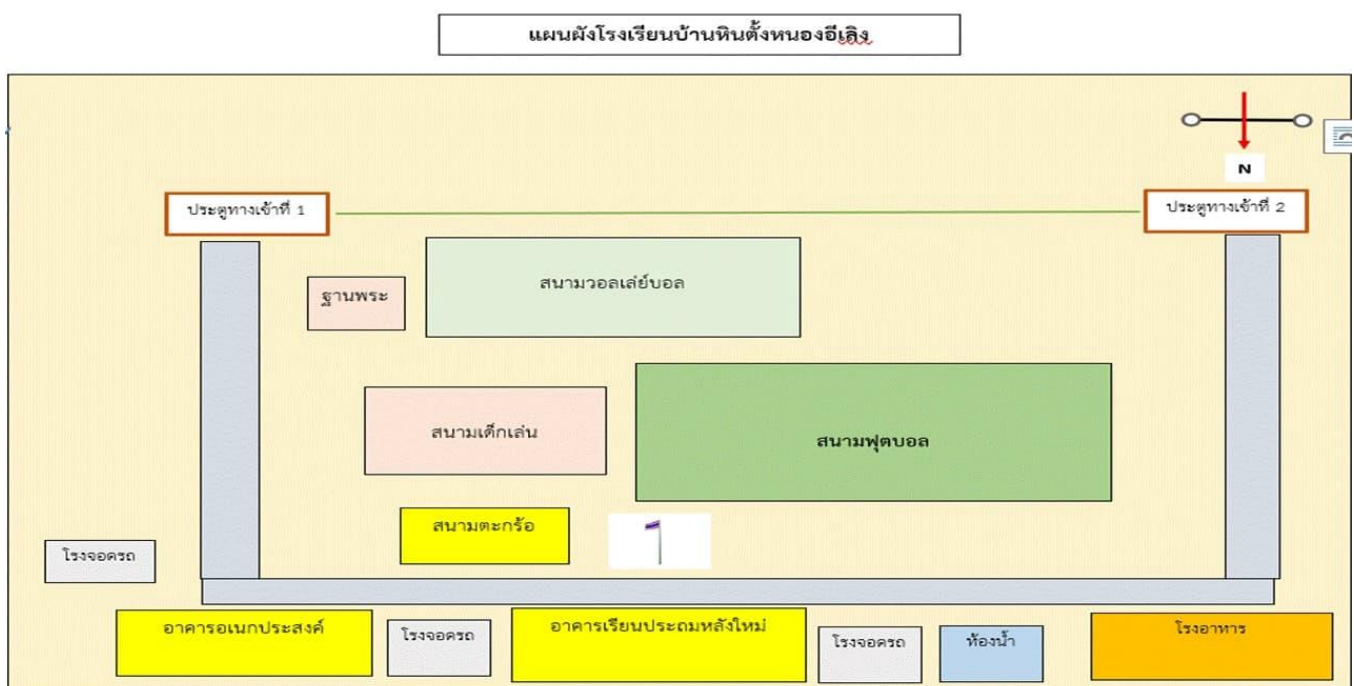 แผนผังโรงเรียนบ้านหินตั้งหนองอีเลิง
N
ประตูทางเข้าที่ 1
ประตูทางเข้าที่ 2
สนามวอลเล่ย์บอล
ฐานพระ
สนามเด็กเล่น
สนามฟุตบอล
สนามตะกร้อ
โรงจอดรถ
อาคารอเนกประสงค์
โรงจอดรถ
อาคารเรียนประถมหลังใหม่
โรงจอดรถ
ห้องน้ำ
โรงอาหาร